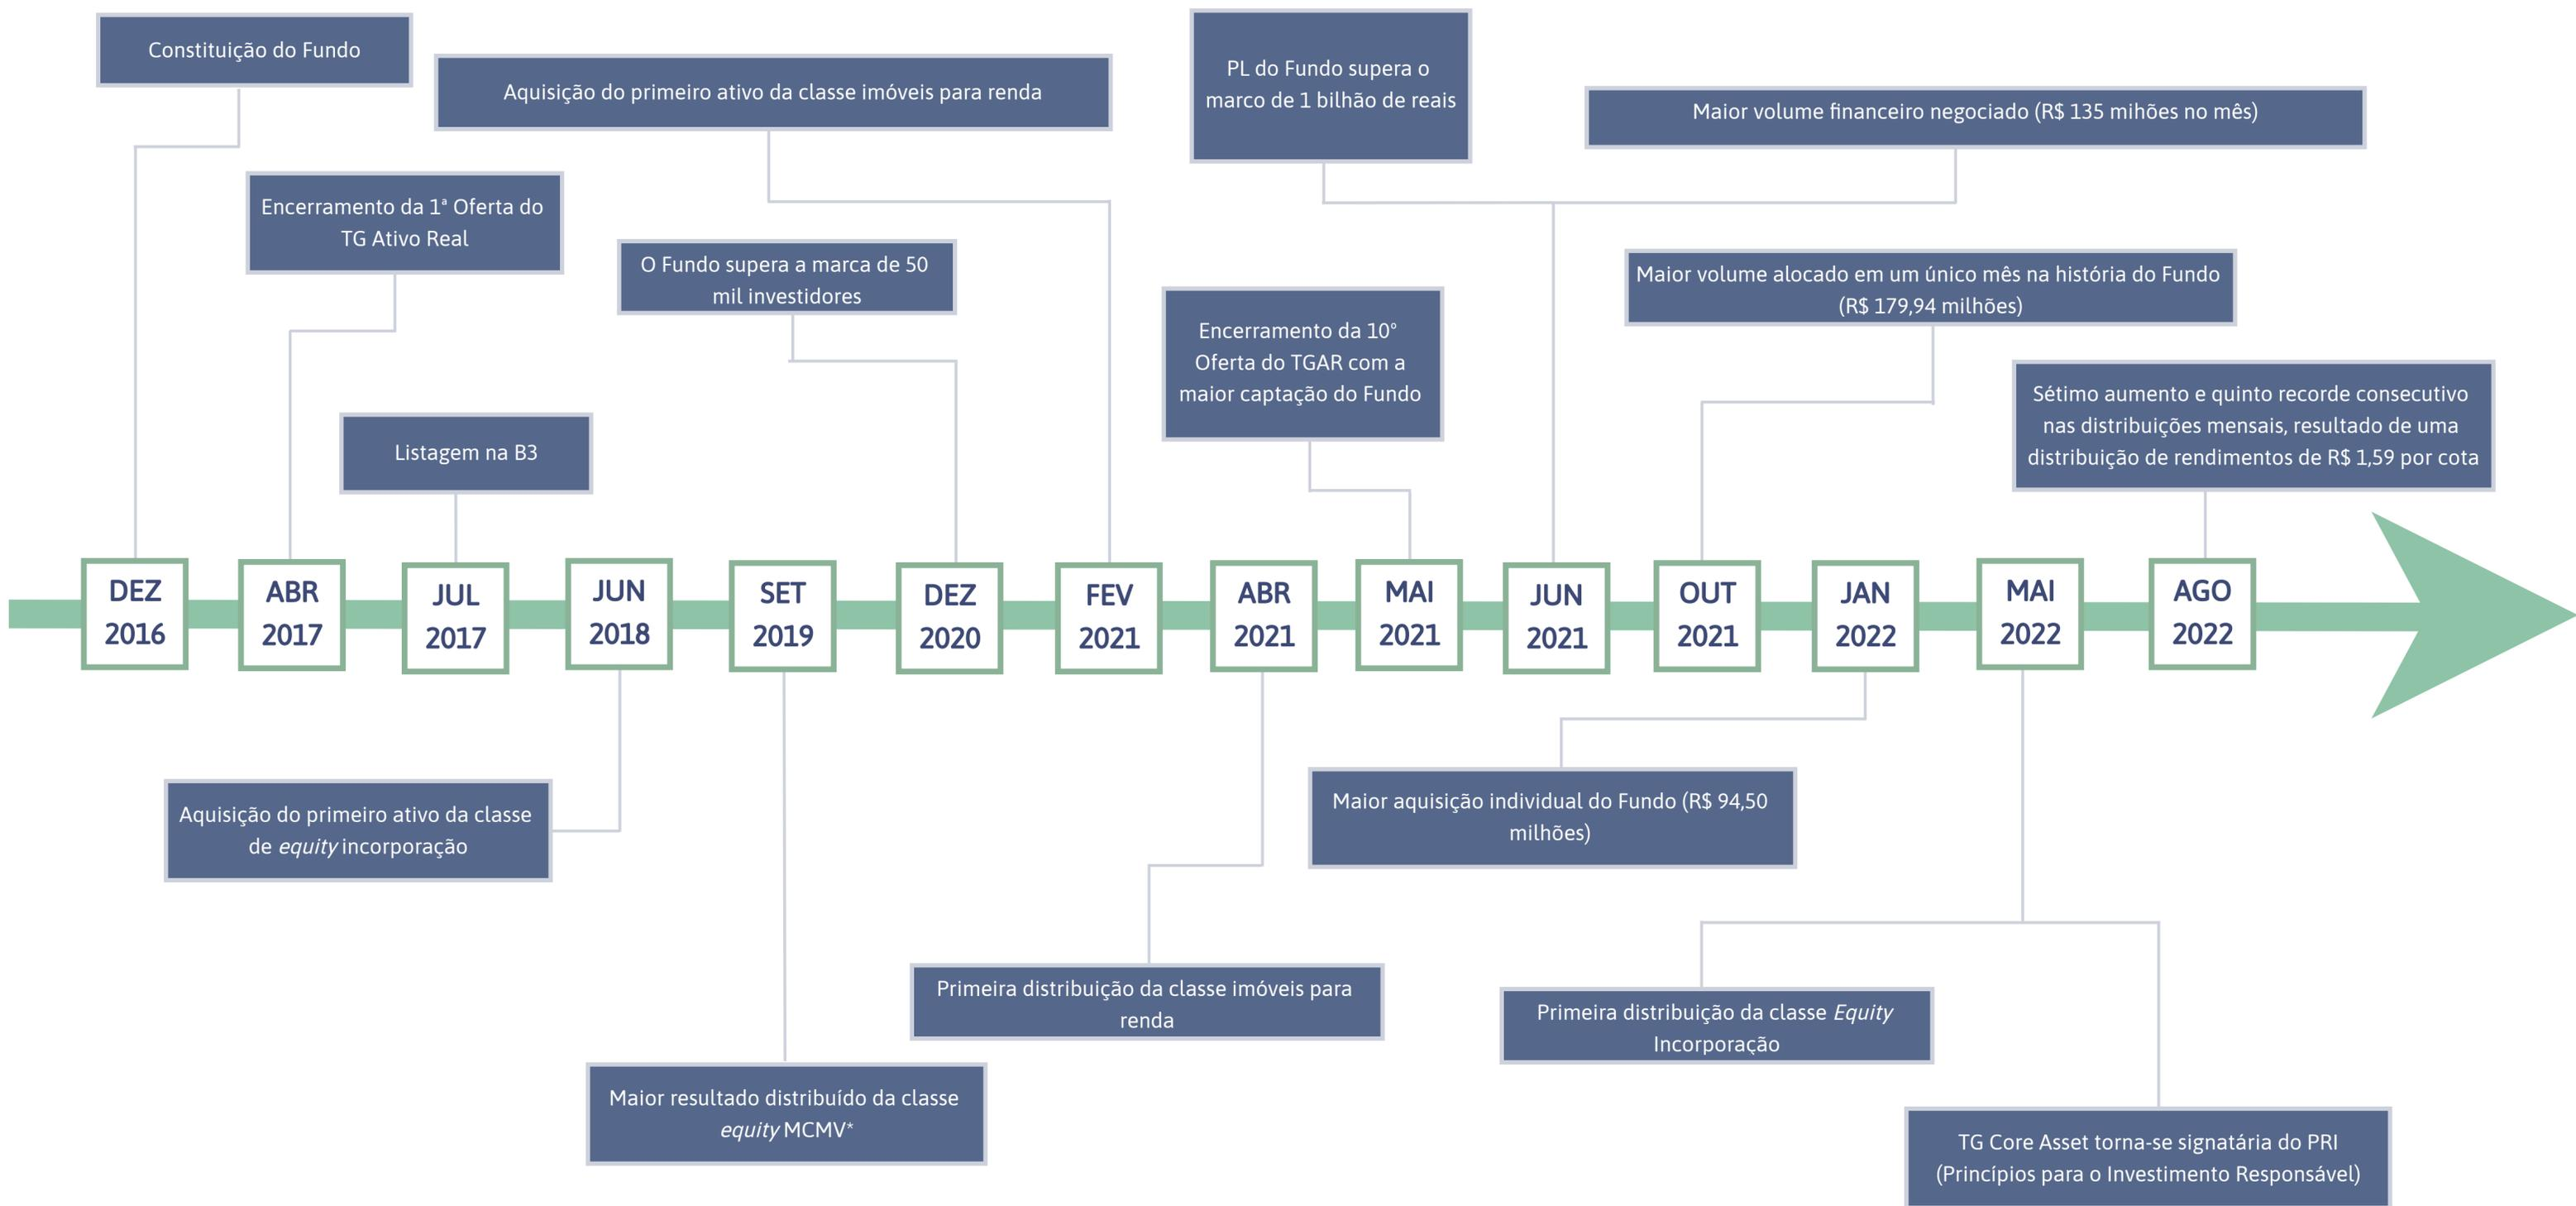 Constituição do Fundo
Aquisição do primeiro ativo da classe imóveis para renda
PL do Fundo supera o
marco de 1 bilhão de reais
Maior volume financeiro negociado (R$ 135 mihões no mês)
Encerramento da 1ª Oferta do
TG Ativo Real
O Fundo supera a marca de 50
mil investidores
Maior volume alocado em um único mês na história do Fundo
(R$ 179,94 milhões)
Encerramento da 10º
Oferta do TGAR com a
maior captação do Fundo
Sétimo aumento e quinto recorde consecutivo
nas distribuições mensais, resultado de uma
distribuição de rendimentos de R$ 1,59 por cota
Listagem na B3
DEZ
2016
ABR
2017
JUL
2017
JUN
2018
SET
2019
DEZ
2020
FEV
2021
ABR
2021
MAI
2021
JUN
2021
OUT
2021
JAN
2022
MAI
2022
AGO
2022
Aquisição do primeiro ativo da classe
de equity incorporação
Maior aquisição individual do Fundo (R$ 94,50
milhões)
Primeira distribuição da classe imóveis para
renda
Primeira distribuição da classe Equity
Incorporação
Maior resultado distribuído da classe
equity MCMV*
TG Core Asset torna-se signatária do PRI
(Princípios para o Investimento Responsável)